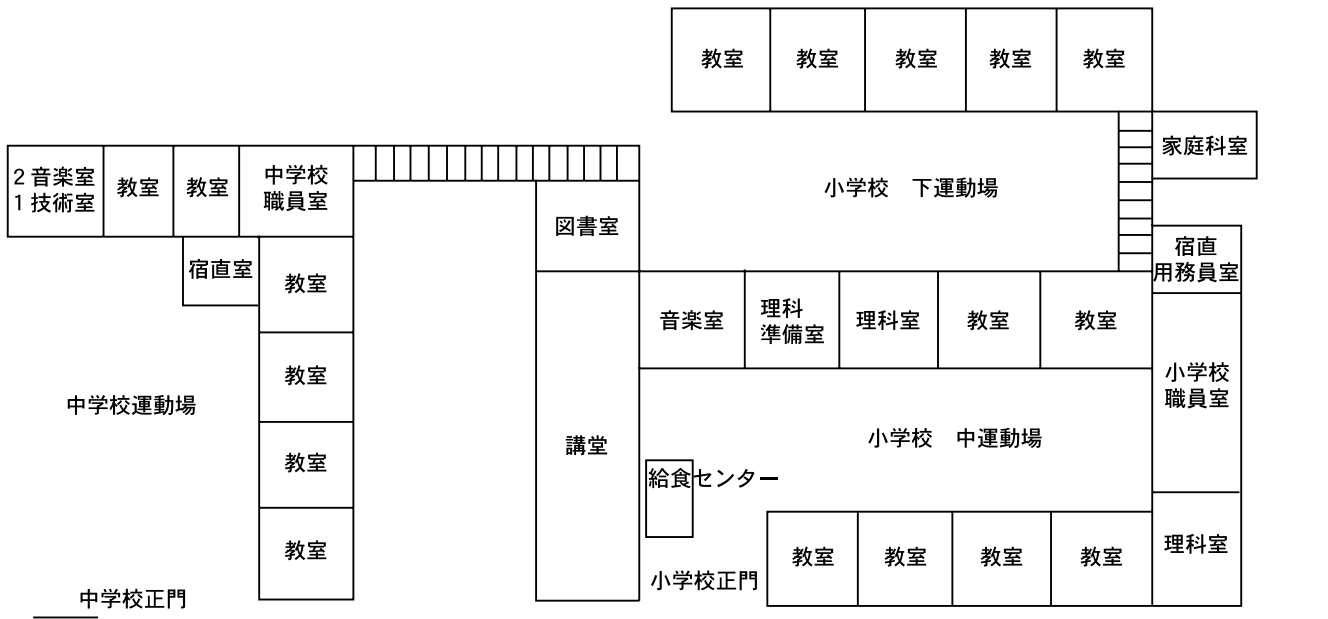 教室
教室
教室
教室
教室
家庭科室
2 音楽室
1 技術室
教室
教室
中学校
職員室
小学校　下運動場
図書室
宿直
用務員室
宿直室
教室
音楽室
理科
準備室
理科室
教室
教室
小学校
職員室
教室
中学校運動場
小学校　中運動場
講堂
教室
給食センター
教室
理科室
教室
教室
教室
教室
小学校正門
中学校正門